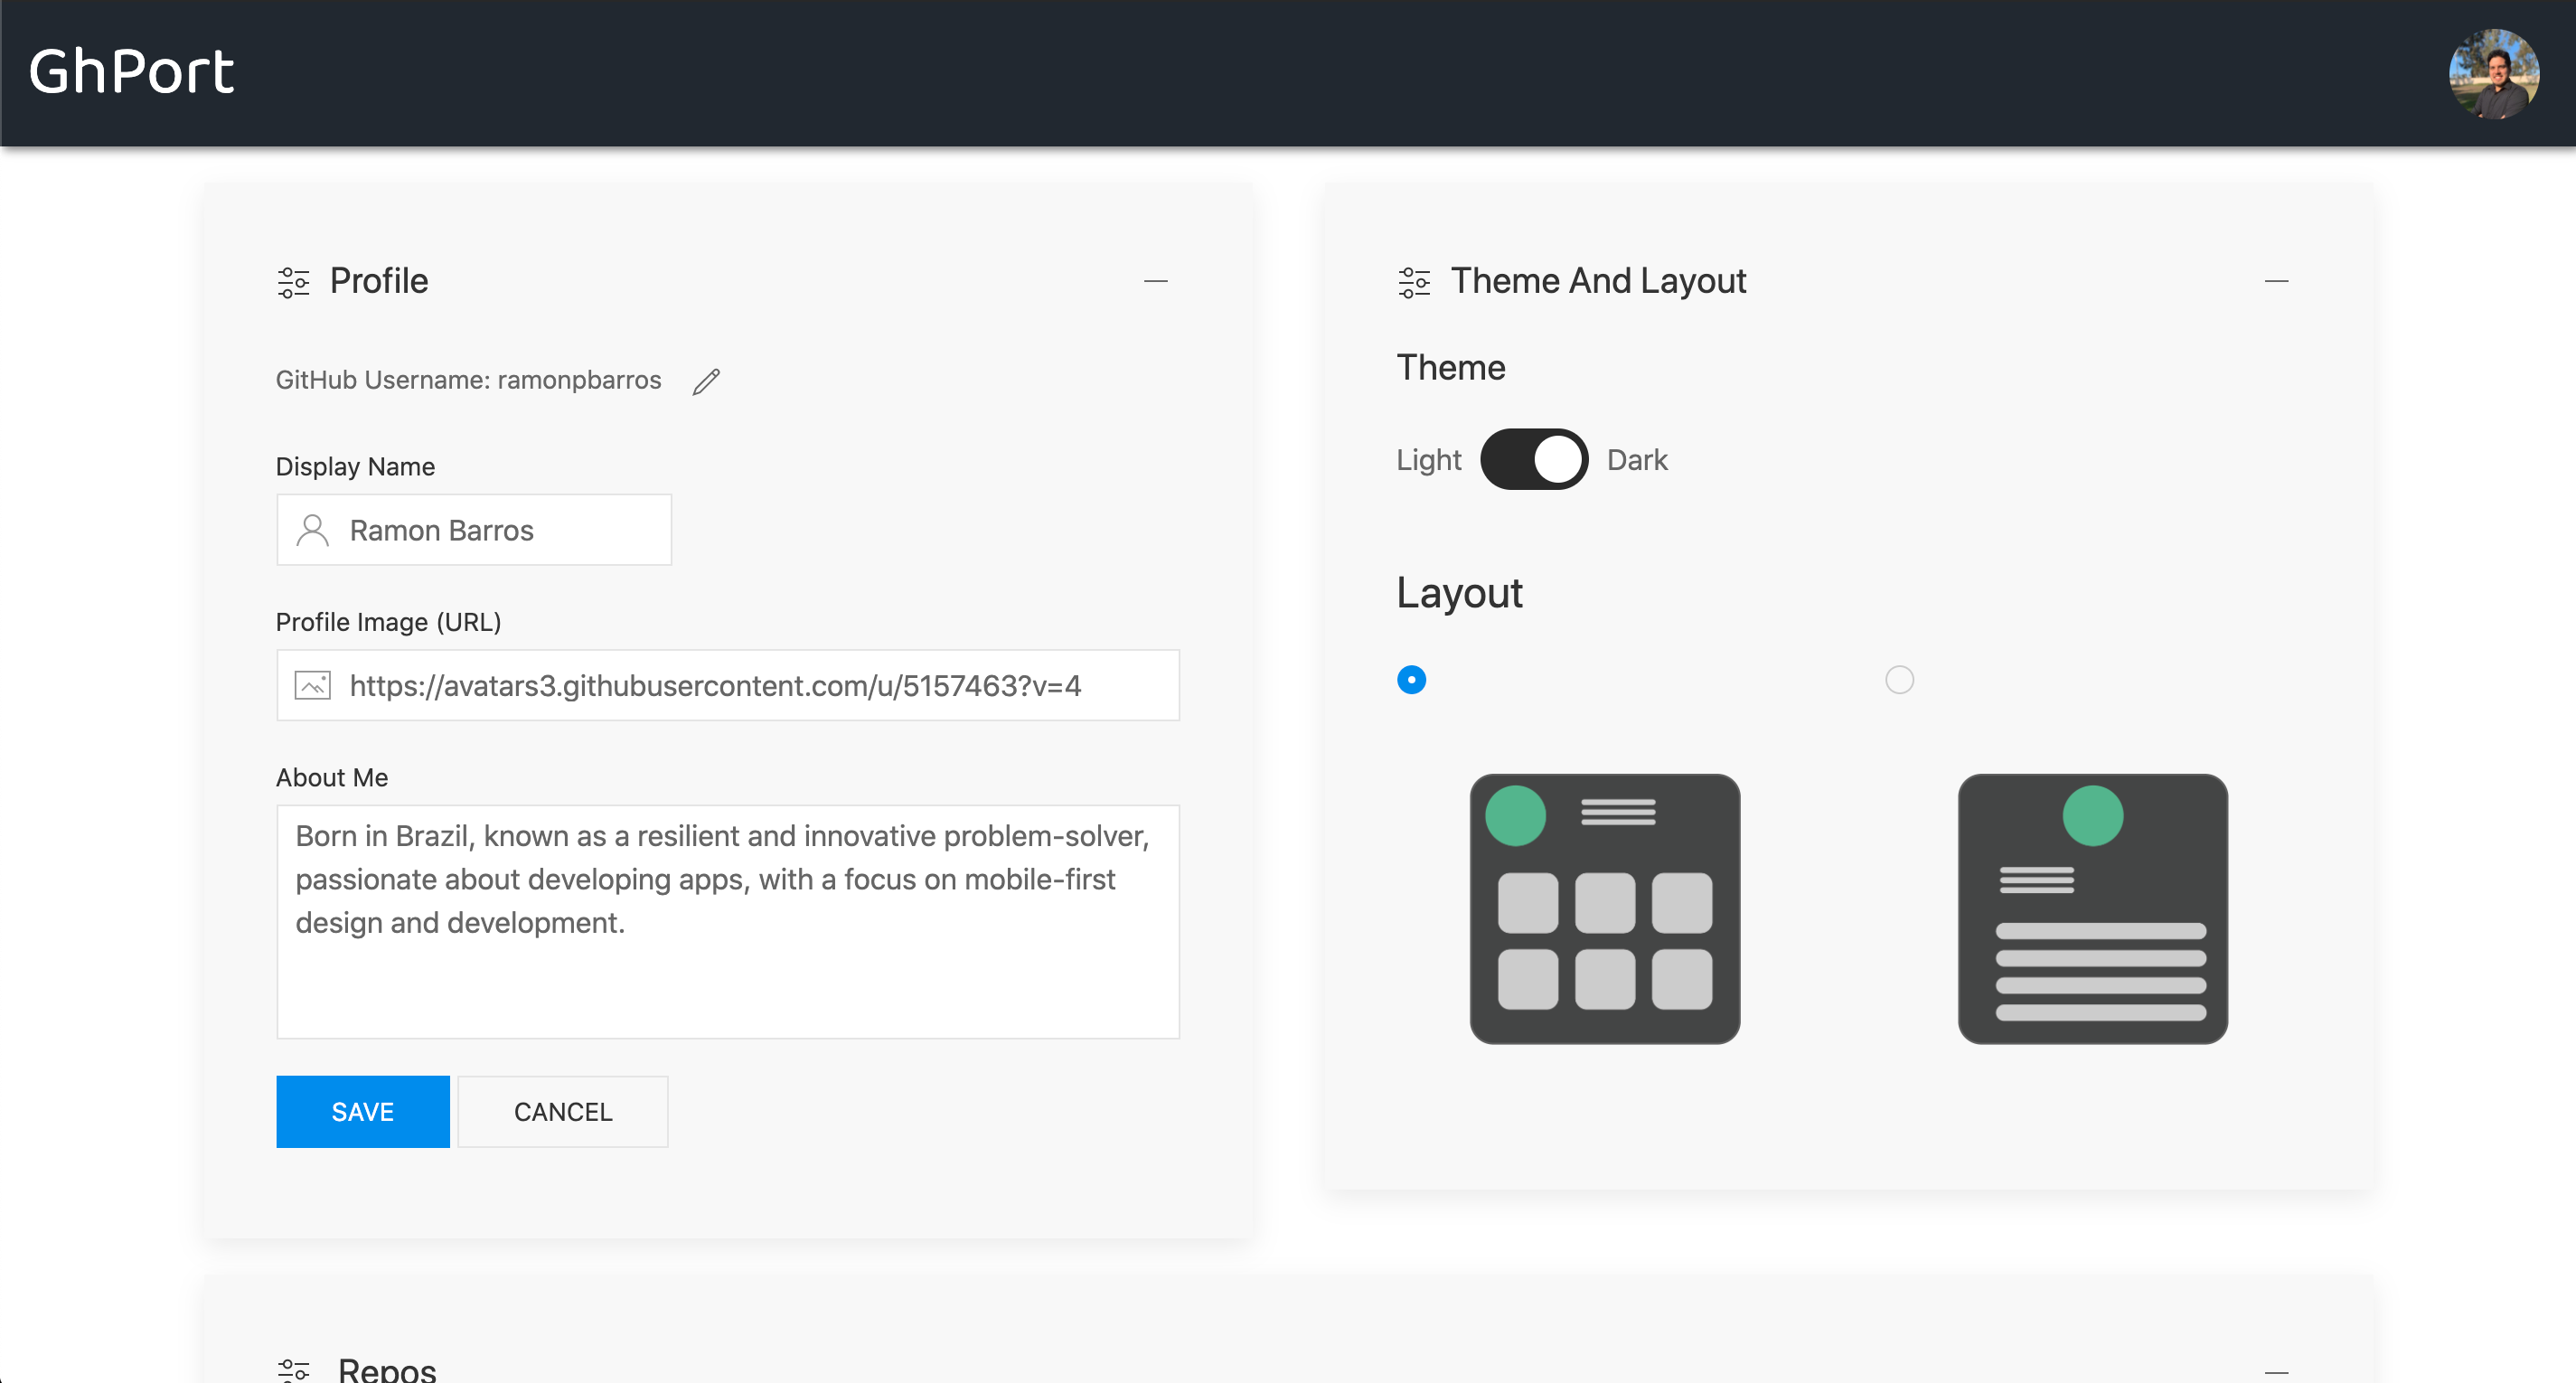 GhPort
Profile
GitHub Username: ramonpbarros
Display Name
Ramon Barros
Profile Image (URL)
https://avatars3.githubusercontent.com/u/5157463?v=4
About Me
Born in Brazil, known as a resilient and innovative problem-solver,
passionate about developing apps, with a focus on mobile-first
design and development.
SAVE CANCEL
Theme And Layout
Theme
Light Dark
Layout
Repos